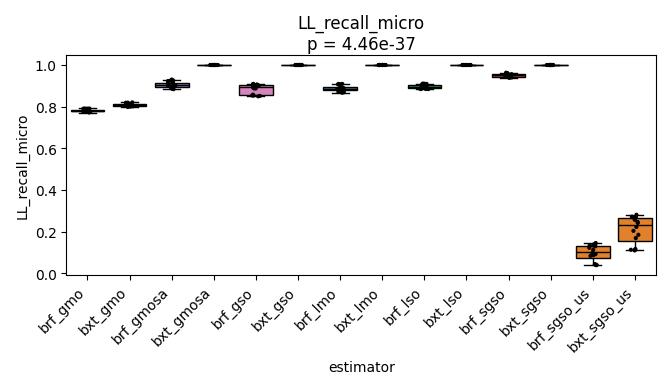 LL_recall_micro
p = 4.46e-37
LL_recall_micro
1.0
0.8
0.6
0.4
0.2
0.0
brf_gmo
bxt_gmo
brf_gmosa
bxt_gmosa
brf_gso
bxt_gso
brf_lmo
bxt_lmo
brf_lso
bxt_lso
brf_sgso
bxt_sgso
brf_sgso_us
bxt_sgso_us
estimator